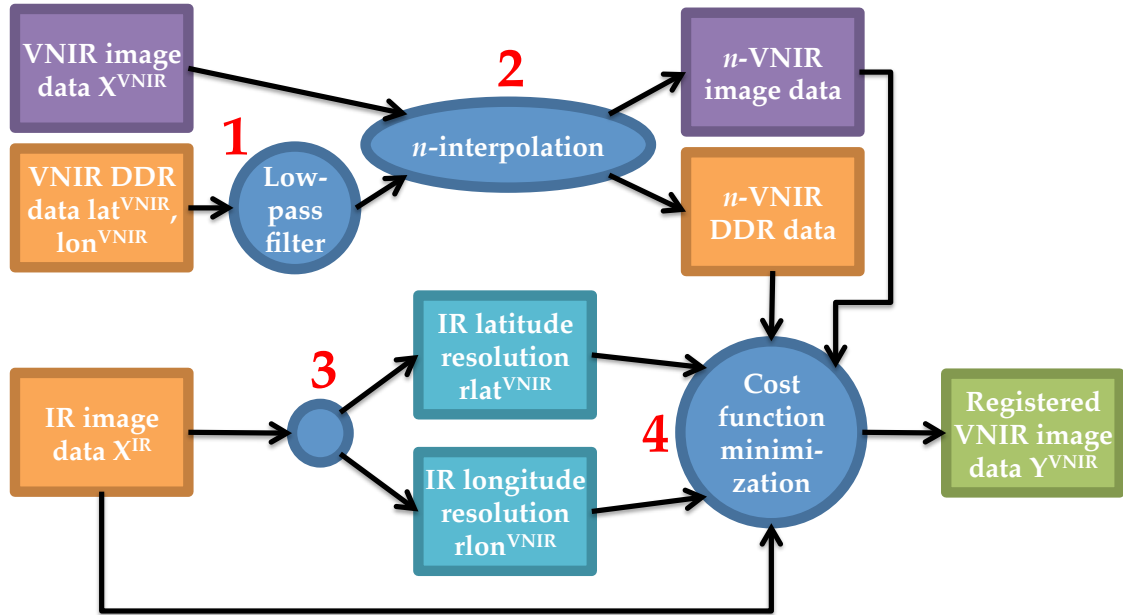 VNIR image
data X^VNIR
1
2
n-VNIR
image data
VNIR DDR
data lat^VNIR,
lon^VNIR
Low-
pass
filter
n-interpolation
n-VNIR
DDR data
IR image
data X^IR
3
IR latitude
resolution
rlat^VNIR
IR longitude
resolution
rlon^VNIR
4
Cost
function
minimi-
zation
Registered
VNIR image
data Y^VNIR